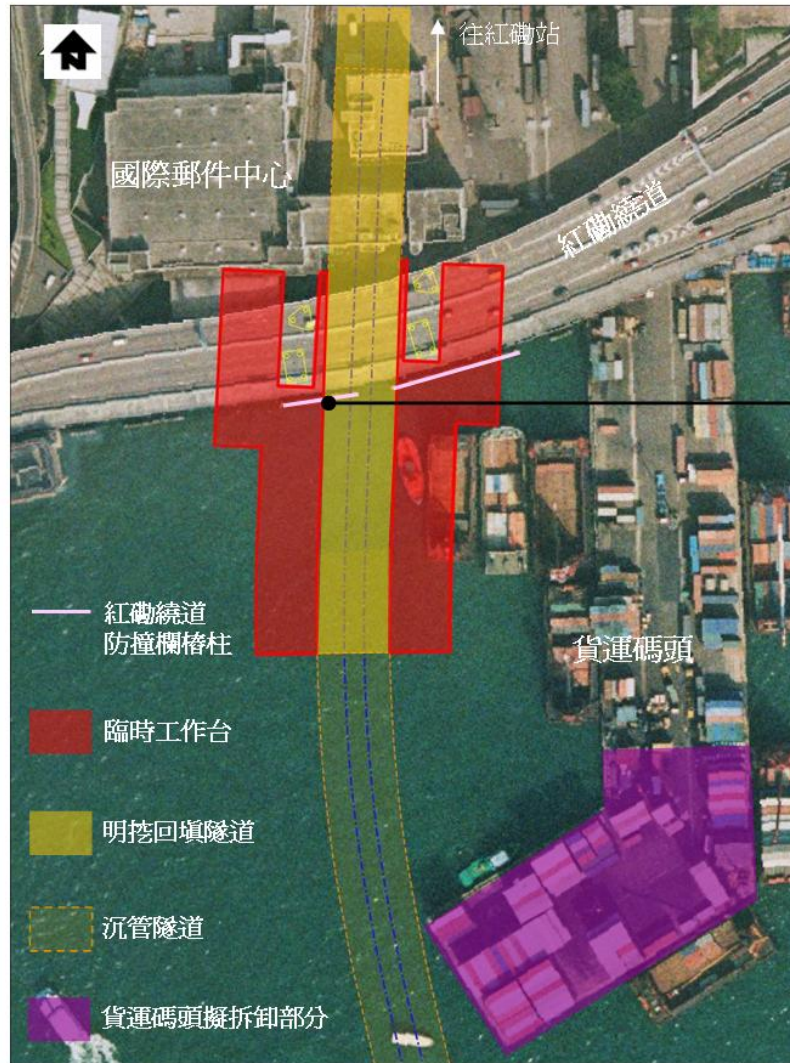 N
往紅磡站
國際郵件中心
紅磡繞道
紅磡繞道
防撞欄樁柱
貨運碼頭
臨時工作台
明挖回填隧道
沉管隧道
貨運碼頭擬拆卸部分